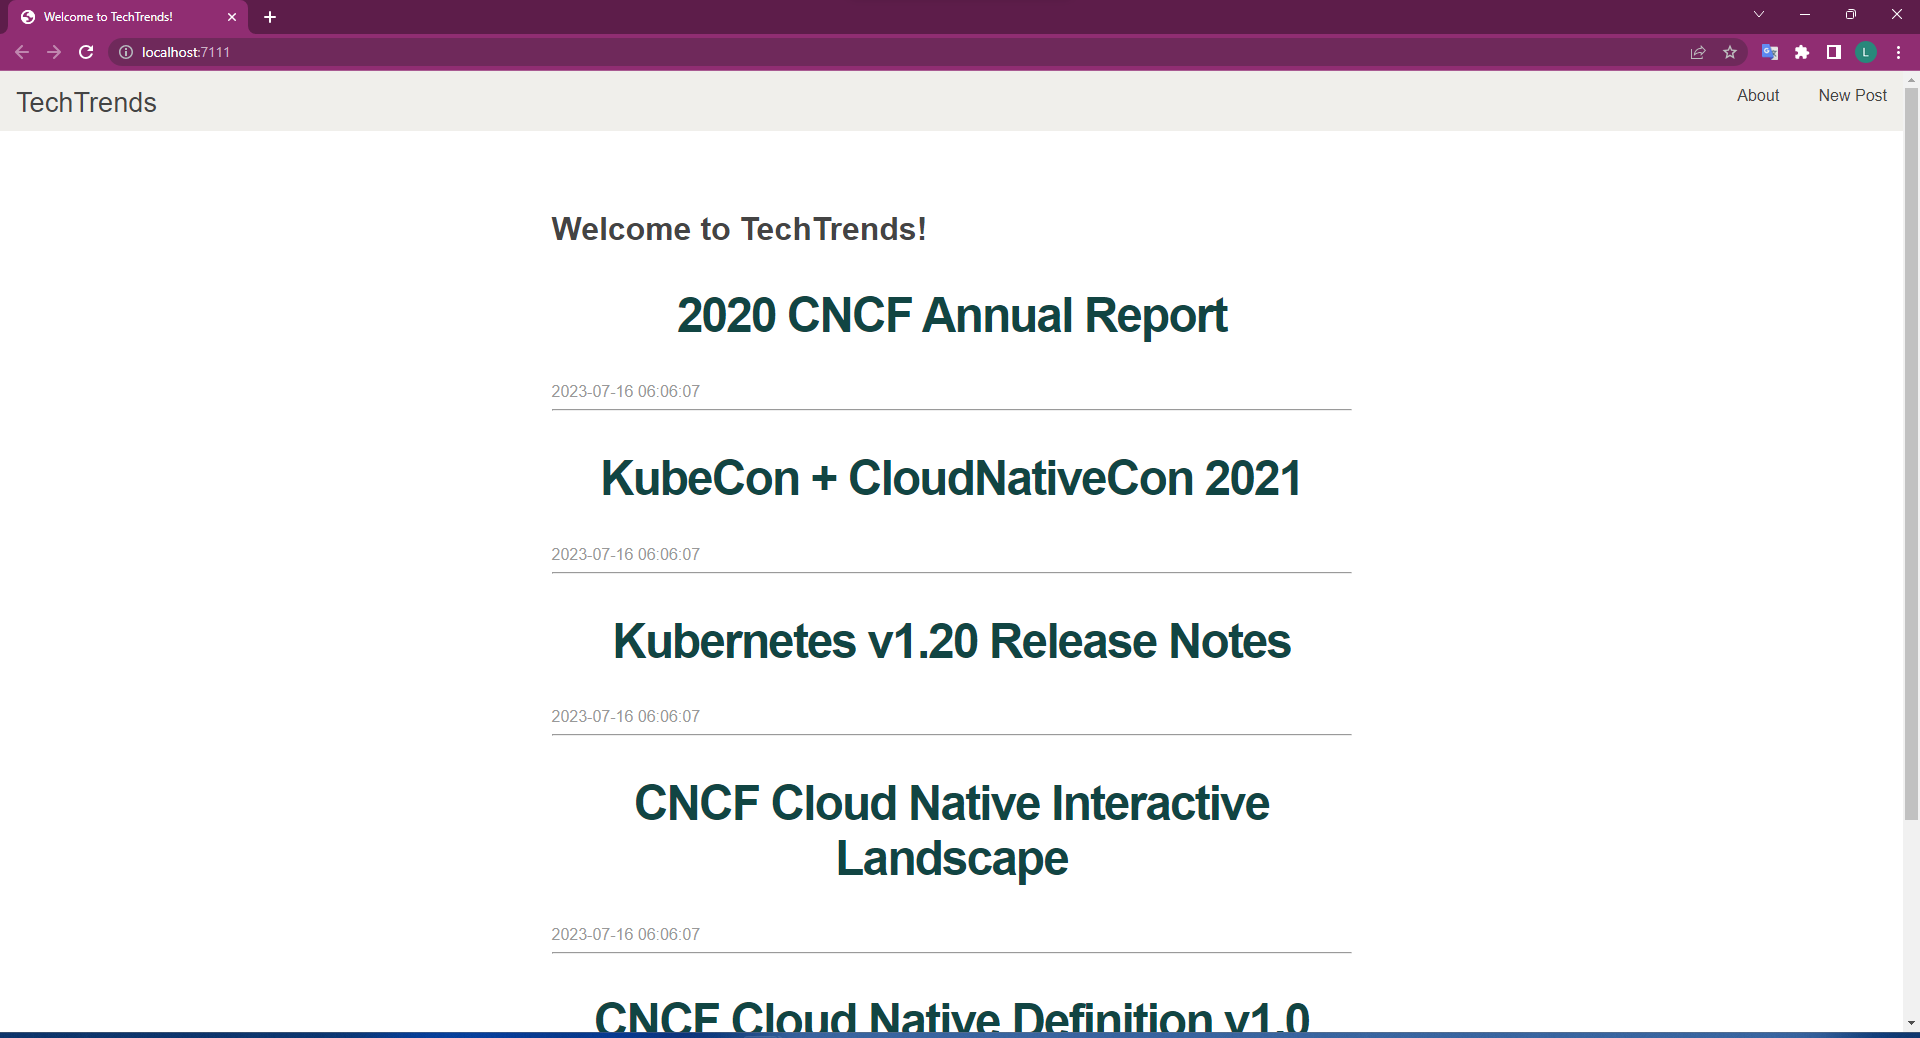 Welcome to TechTrends!
localhost:7111
L
TechTrends
About
New Post
Welcome to TechTrends!
2020 CNCF Annual Report
2023-07-16 06:06:07
KubeCon + CloudNativeCon 2021
2023-07-16 06:06:07
Kubernetes v1.20 Release Notes
2023-07-16 06:06:07
CNCF Cloud Native Interactive
Landscape
2023-07-16 06:06:07
CNCF Cloud Native Definition v1.0